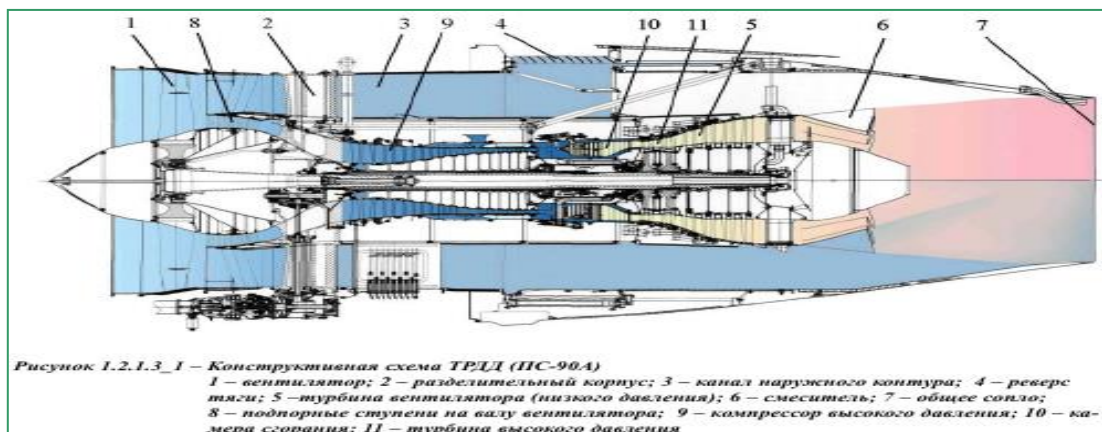 1 8 2 3 9 4 10 11 5 6 7
Рисунок 1.2.1.3_1 – Конструктивная схема ТРДД (ПС-90А)
1 – вентилятор; 2 – разделительный корпус; 3 – канал наружного контура; 4 – реверс
тяги; 5 –турбина вентилятора (низкого давления); 6 – смеситель; 7 – общее сопло;
8 – подпорные ступени на валу вентилятора; 9 – компрессор высокого давления; 10 – ка-
мера сгорания; 11 – турбина высокого давления